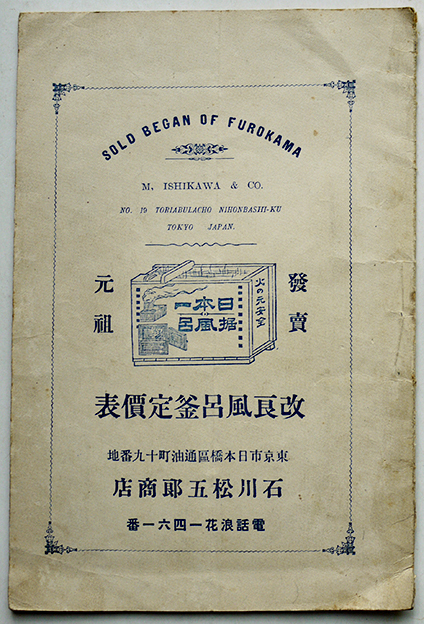 SOLD BEGAN OF FUROKAMA
M, ISHIKAWA & CO.
NO. 19 TORIABULACHO NIHONBASHI-KU
TOKYO JAPAN.
發賣
元祖
火の元安全
日本一
の
据風呂
改良風呂釜定價表
東京市日本橋區通油町十九番地
石川松五郎商店
電話浪花一四六一番